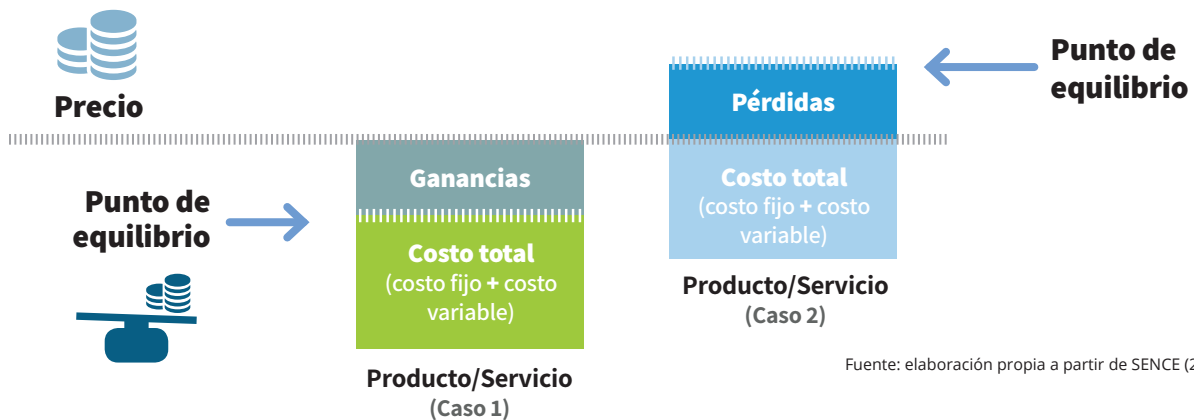 Precio
Punto de
equilibrio
Ganancias
Costo total
(costo fijo + costo
variable)
Producto/Servicio
(Caso 1)
Pérdidas
Costo total
(costo fijo + costo
variable)
Producto/Servicio
(Caso 2)
Punto de
equilibrio
Fuente: elaboración propia a partir de SENCE (2